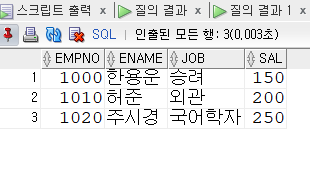 스크립트 출력 × 질의 결과 × 질의 결과 1 ×
SQL | 인출된 모든 행: 3(0,003초)
EMPNO ENAME JOB SAL
1 1000 한용운 승려 150
2 1010 허준 외관 200
3 1020 주시경 국어학자 250